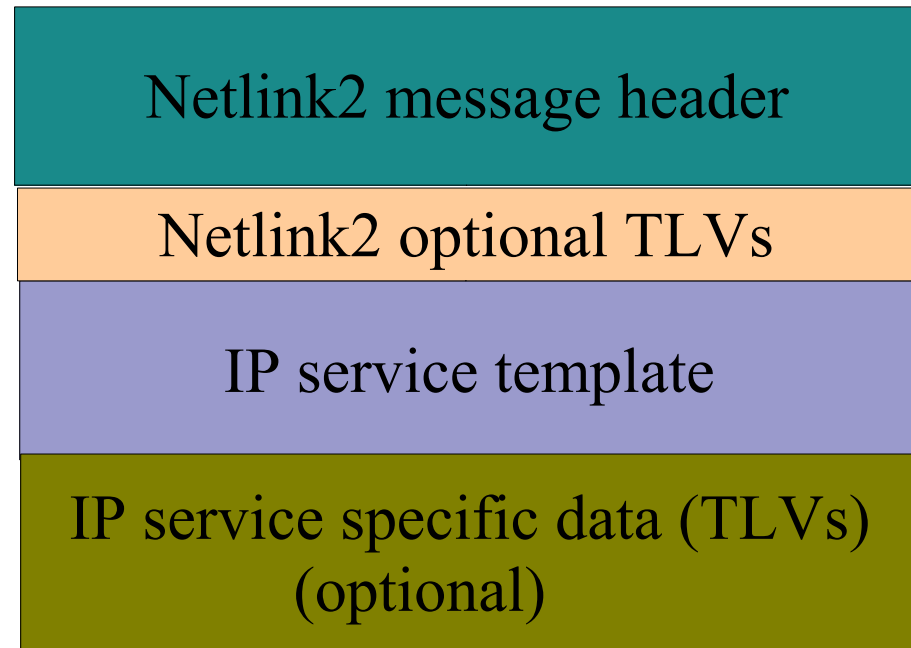 Netlink2 message header
Netlink2 optional TLVs
IP service template
IP service specific data (TLVs)
(optional)